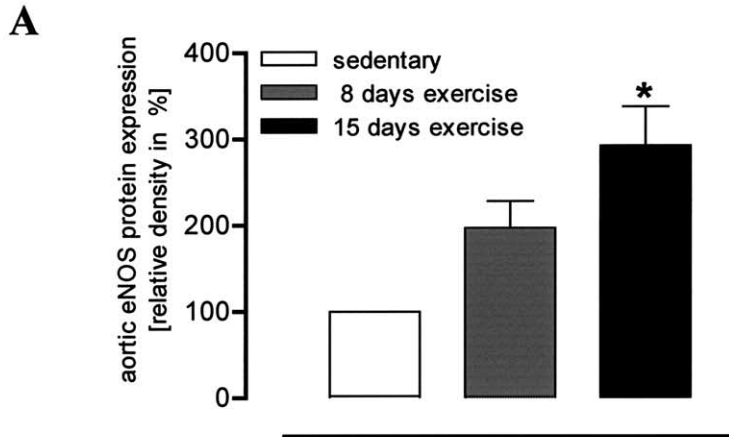 A
aortic eNOS protein expression
[relative density in %]
400
300
200
100
0
sedentary
8 days exercise
15 days exercise
*